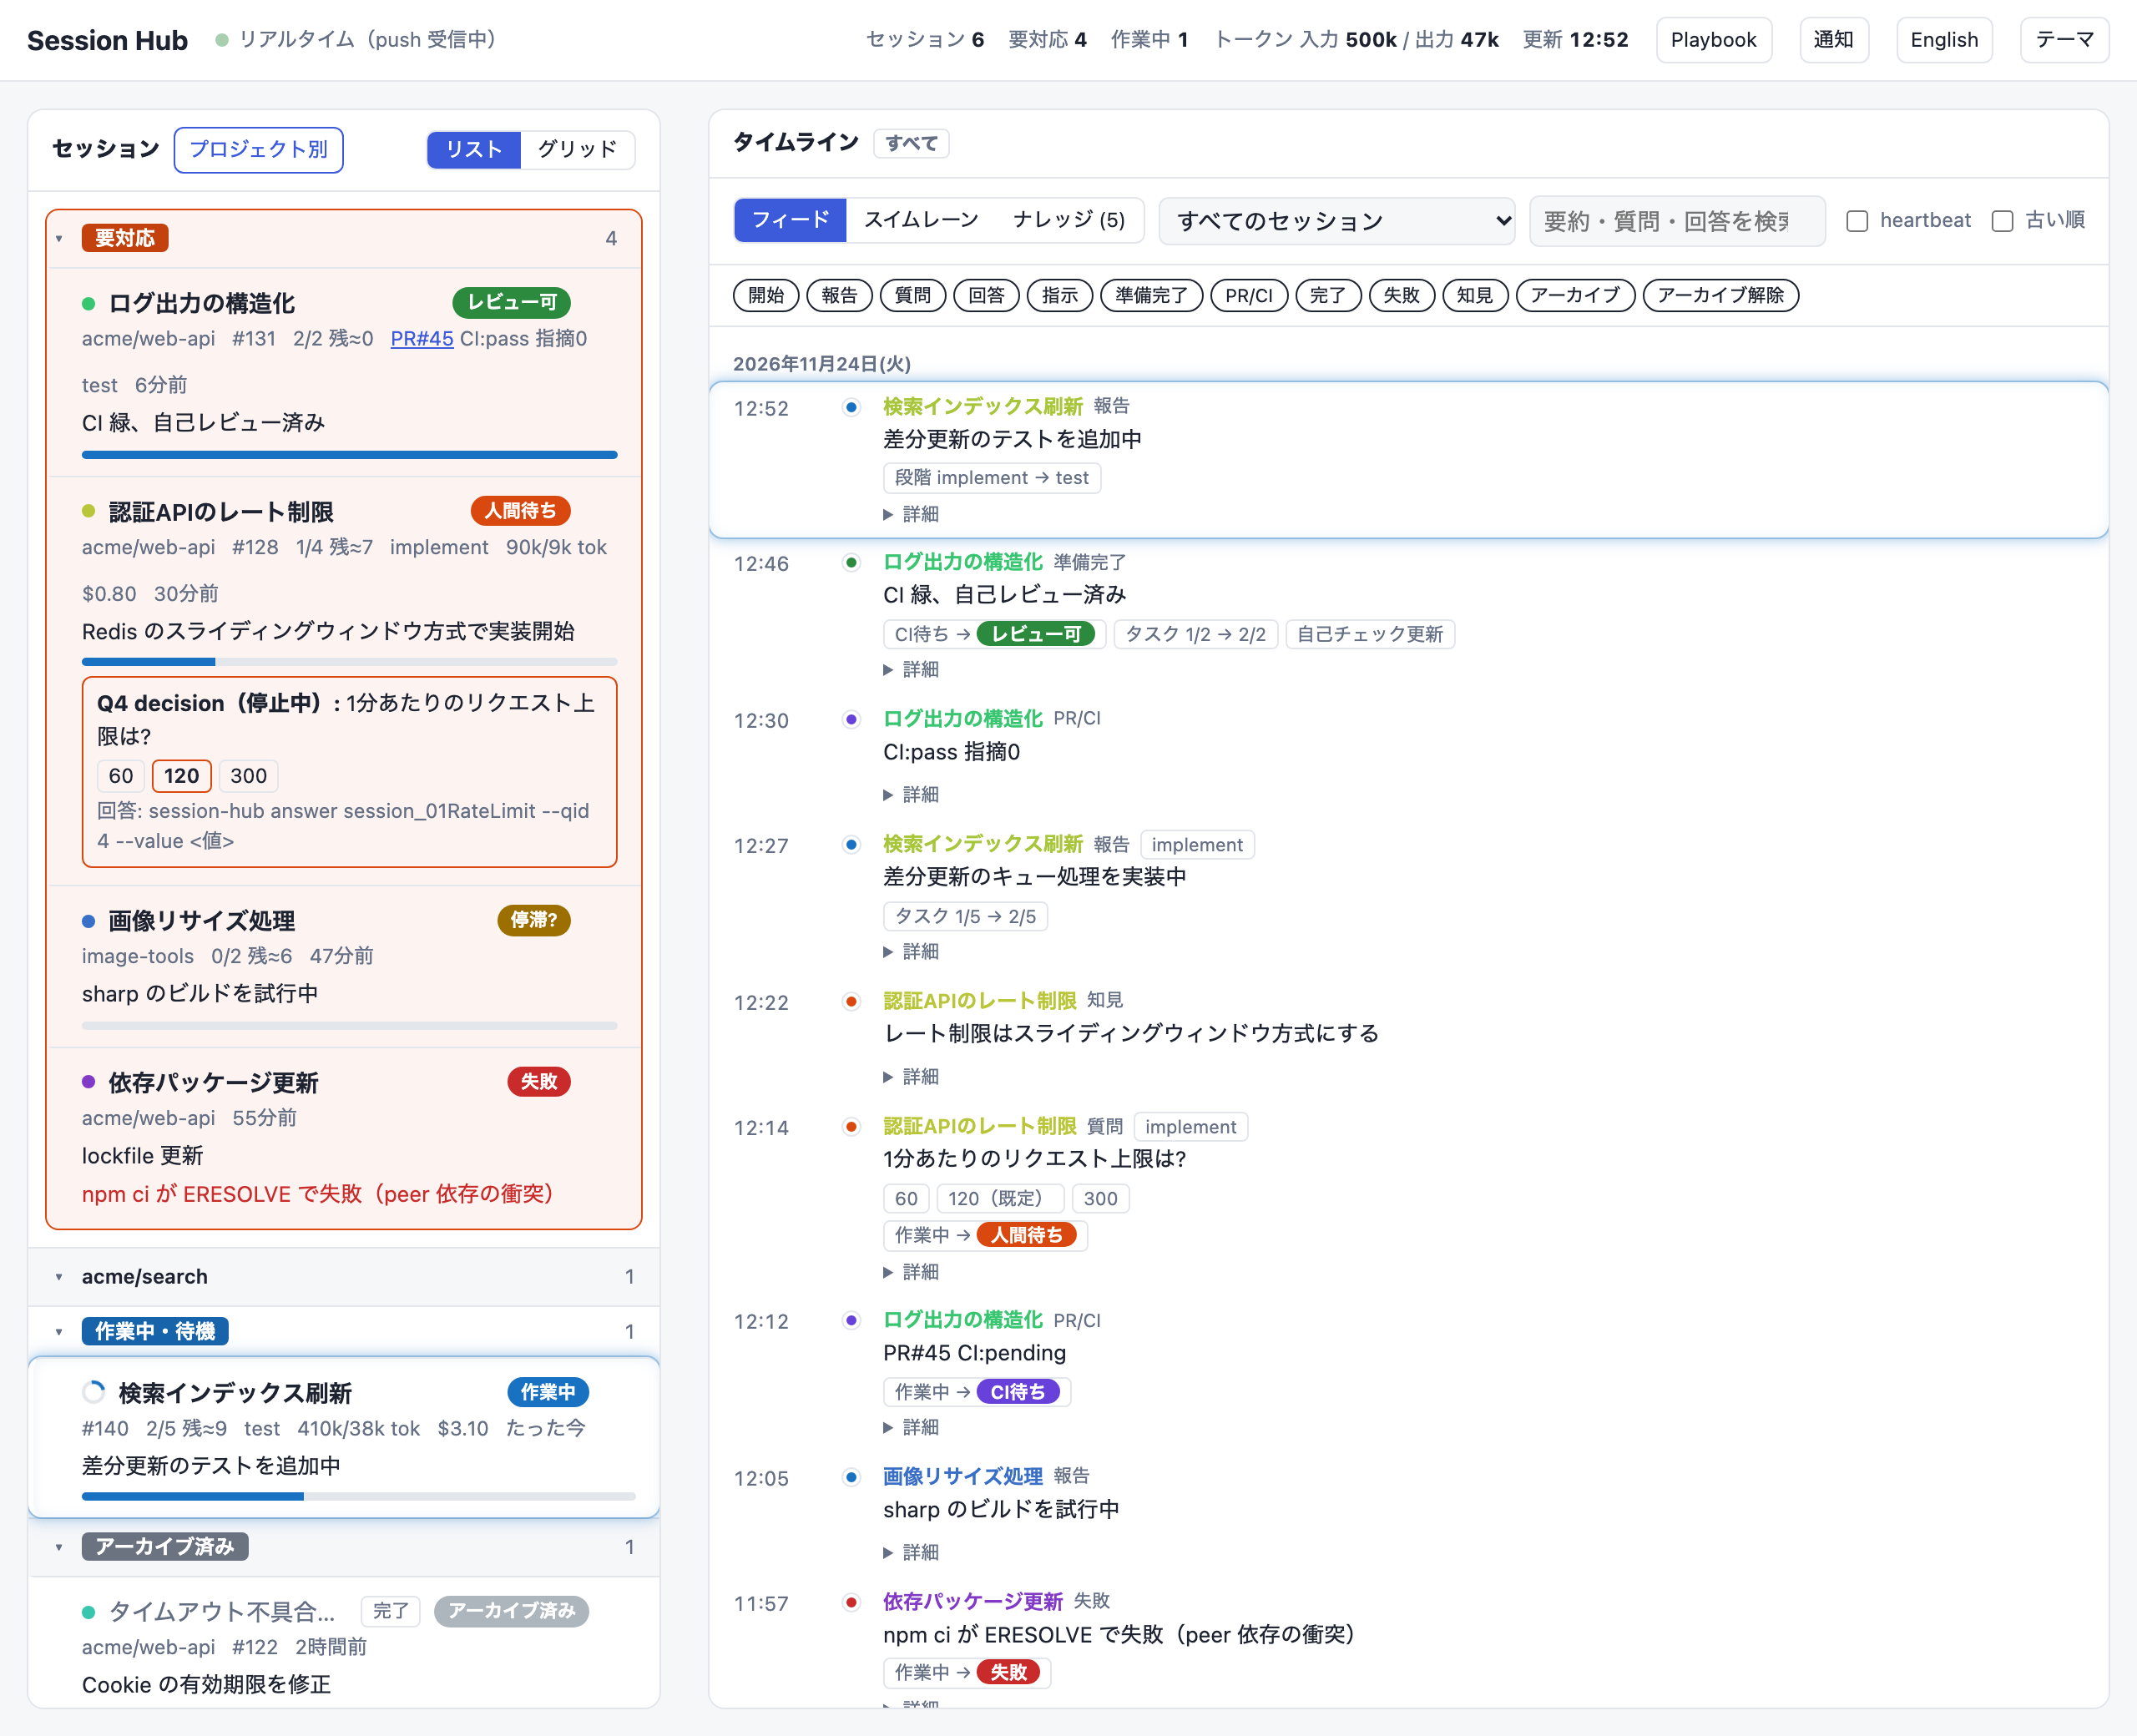 Session Hub
リアルタイム（push 受信中）
セッション 6 要対応 4 作業中 1 トークン 入力 500k / 出力 47k 更新 12:52
Playbook
通知
English
テーマ
セッション
プロジェクト別
リスト
グリッド
要対応
4
ログ出力の構造化
レビュー可
acme/web-api #131 2/2 残≈0 PR#45 CI:pass 指摘0
test 6分前
CI 緑、自己レビュー済み
認証APIのレート制限
人間待ち
acme/web-api #128 1/4 残≈7 implement 90k/9k tok
$0.80 30分前
Redis のスライディングウィンドウ方式で実装開始
Q4 decision（停止中）: 1分あたりのリクエスト上
限は?
60 120 300
回答: session-hub answer session_01RateLimit --qid
4 --value <値>
画像リサイズ処理
停滞?
image-tools 0/2 残≈6 47分前
sharp のビルドを試行中
依存パッケージ更新
失敗
acme/web-api 55分前
lockfile 更新
npm ci が ERESOLVE で失敗（peer 依存の衝突）
acme/search
1
作業中・待機
1
検索インデックス刷新
作業中
#140 2/5 残≈9 test 410k/38k tok $3.10 たった今
差分更新のテストを追加中
アーカイブ済み
1
タイムアウト不具合…
完了
アーカイブ済み
acme/web-api #122 2時間前
Cookie の有効期限を修正
タイムライン
すべて
フィード
スイムレーン
ナレッジ (5)
すべてのセッション
要約・質問・回答を検索
heartbeat
古い順
開始 報告 質問 回答 指示 準備完了 PR/CI 完了 失敗 知見 アーカイブ アーカイブ解除
2026年11月24日(火)
12:52
検索インデックス刷新 報告
差分更新のテストを追加中
段階 implement → test
▶ 詳細
12:46
ログ出力の構造化 準備完了
CI 緑、自己レビュー済み
CI待ち → レビュー可 タスク 1/2 → 2/2 自己チェック更新
▶ 詳細
12:30
ログ出力の構造化 PR/CI
CI:pass 指摘0
▶ 詳細
12:27
検索インデックス刷新 報告 implement
差分更新のキュー処理を実装中
タスク 1/5 → 2/5
▶ 詳細
12:22
認証APIのレート制限 知見
レート制限はスライディングウィンドウ方式にする
▶ 詳細
12:14
認証APIのレート制限 質問 implement
1分あたりのリクエスト上限は?
60 120（既定） 300
作業中 → 人間待ち
▶ 詳細
12:12
ログ出力の構造化 PR/CI
PR#45 CI:pending
作業中 → CI待ち
▶ 詳細
12:05
画像リサイズ処理 報告
sharp のビルドを試行中
▶ 詳細
11:57
依存パッケージ更新 失敗
npm ci が ERESOLVE で失敗（peer 依存の衝突）
作業中 → 失敗
▶ 詳細